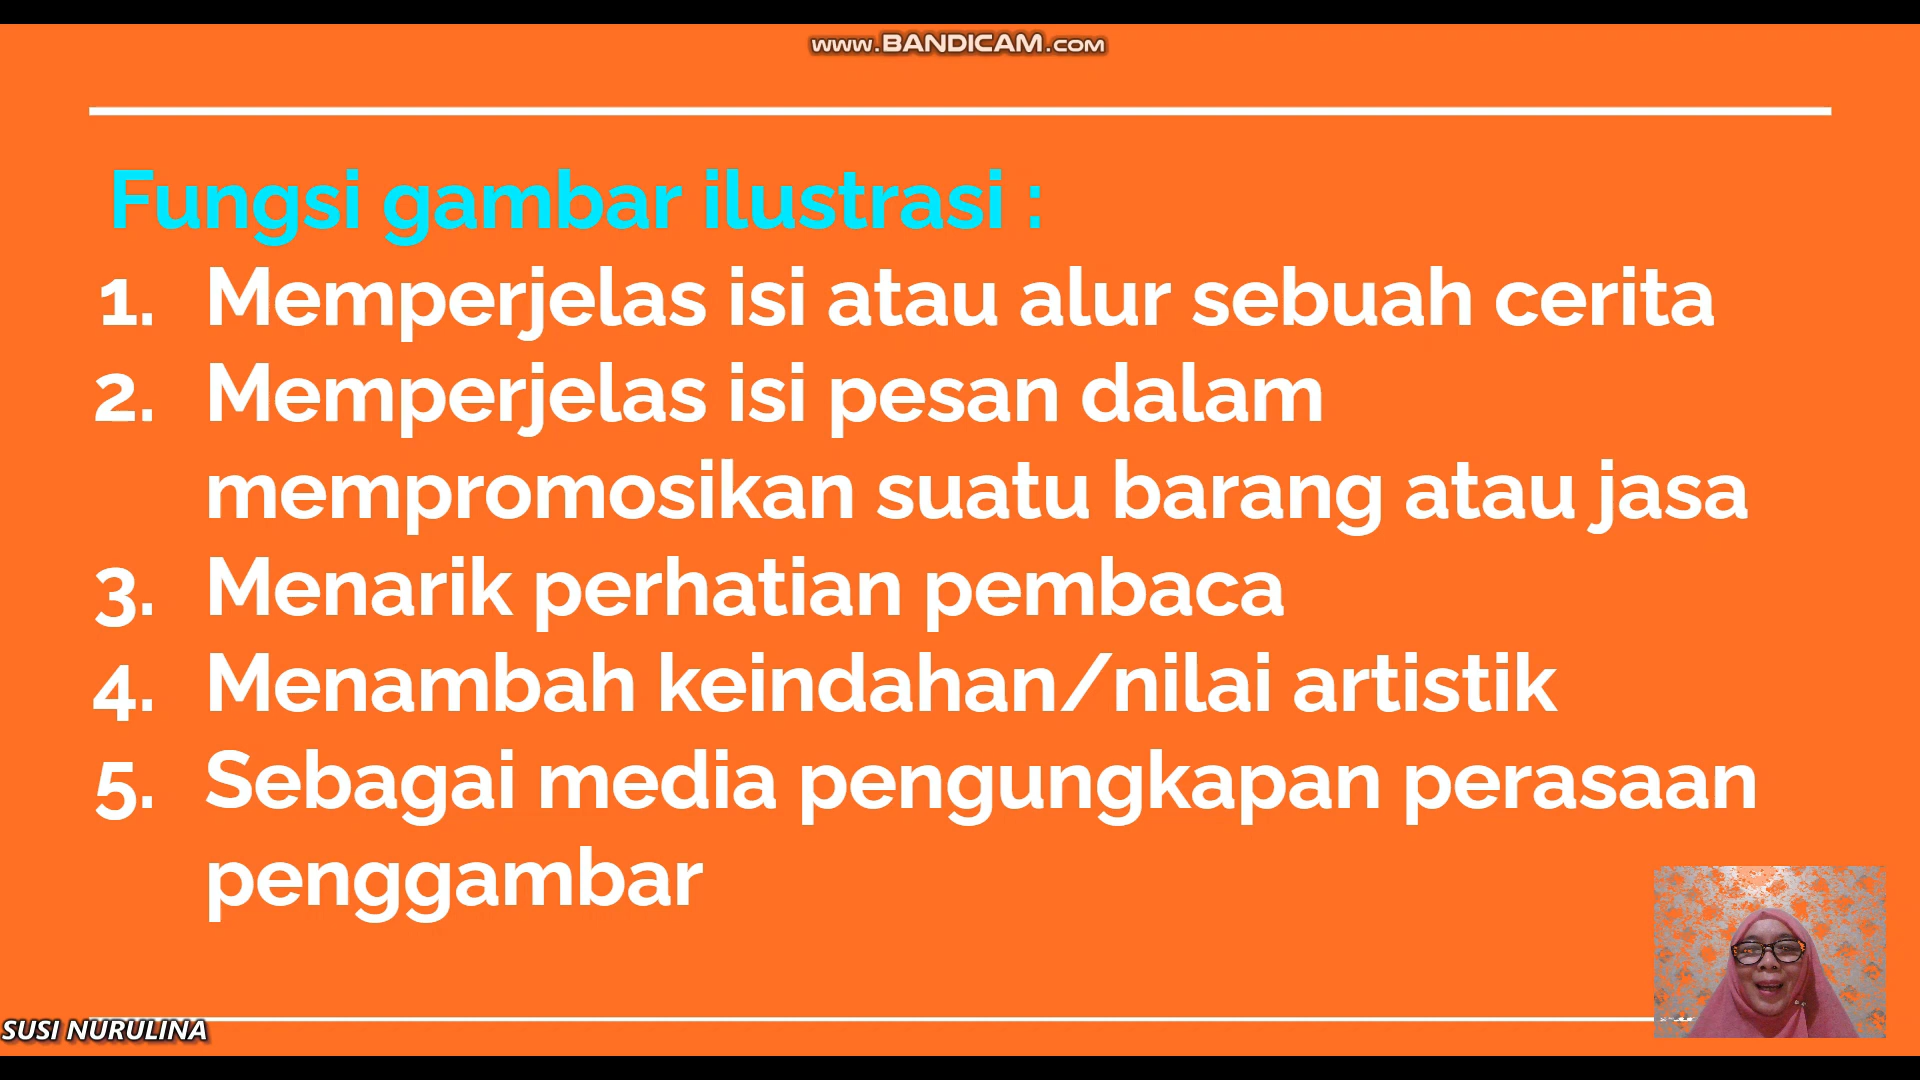 www.BANDICAM.COM
Fungsi gambar ilustrasi :
1. Memperjelas isi atau alur sebuah cerita
2. Memperjelas isi pesan dalam
mempromosikan suatu barang atau jasa
3. Menarik perhatian pembaca
4. Menambah keindahan/nilai artistik
5. Sebagai media pengungkapan perasaan
penggambar
SUSI NURULINA